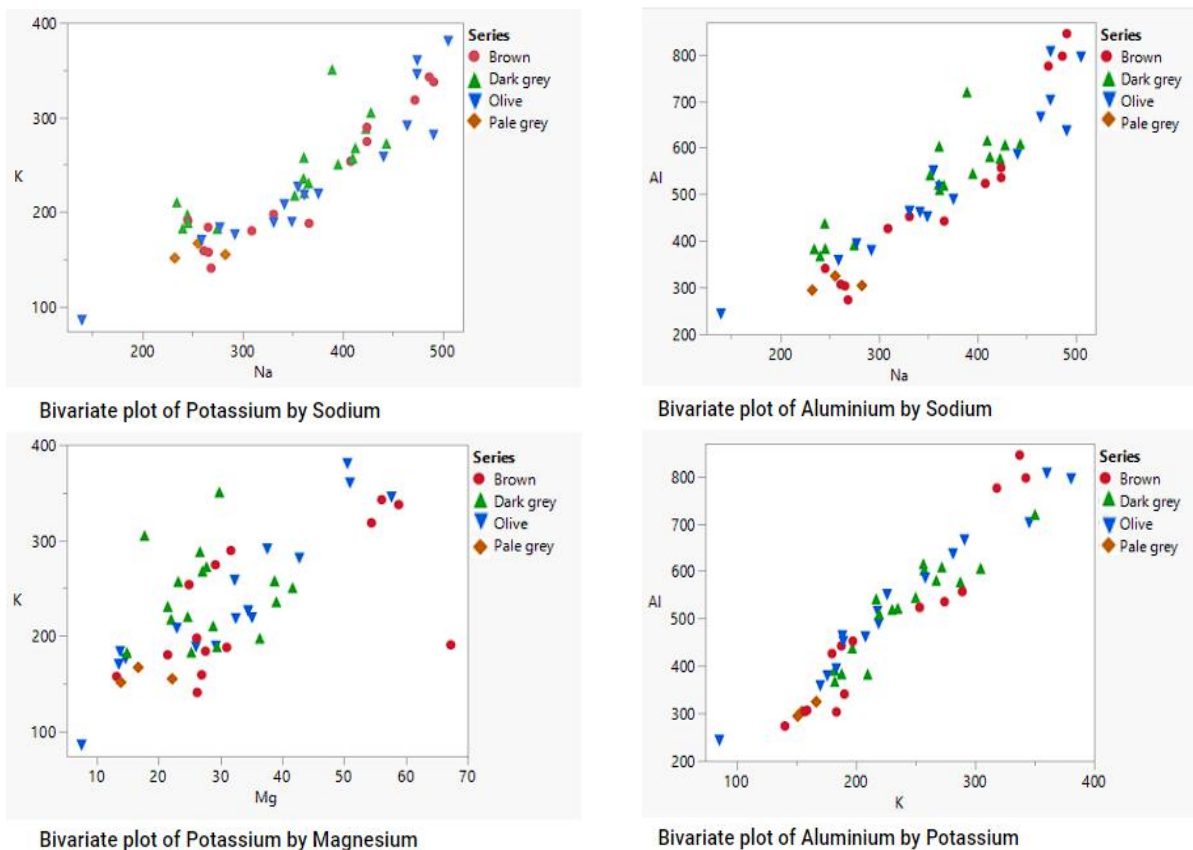 400
300
200
100
K
200
300
400
500
Na
Series
Brown
Dark grey
Olive
Pale grey
Bivariate plot of Potassium by Sodium
800
700
600
500
400
300
200
Al
200
300
400
500
Na
Series
Brown
Dark grey
Olive
Pale grey
Bivariate plot of Aluminium by Sodium
400
300
200
100
K
10
20
30
40
50
60
70
Mg
Series
Brown
Dark grey
Olive
Pale grey
Bivariate plot of Potassium by Magnesium
800
700
600
500
400
300
200
Al
100
200
300
400
K
Series
Brown
Dark grey
Olive
Pale grey
Bivariate plot of Aluminium by Potassium